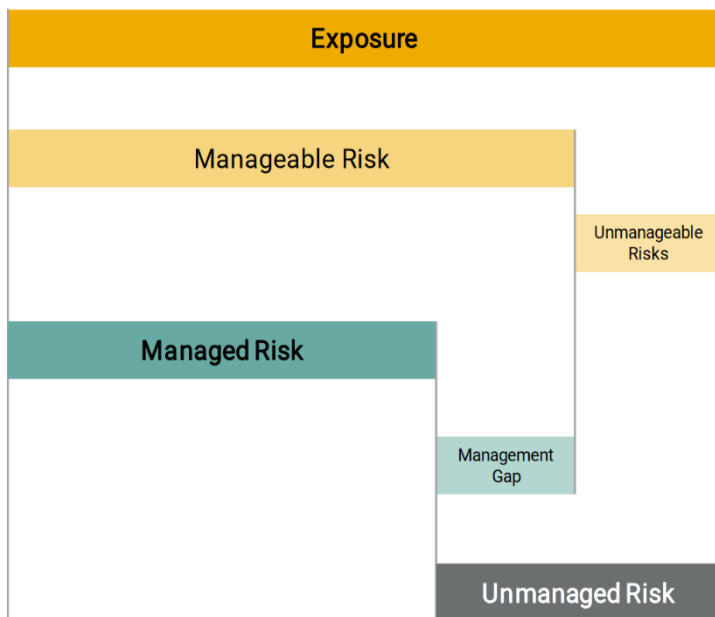 Exposure
Manageable Risk
Unmanageable
Risks
Managed Risk
Management
Gap
Unmanaged Risk